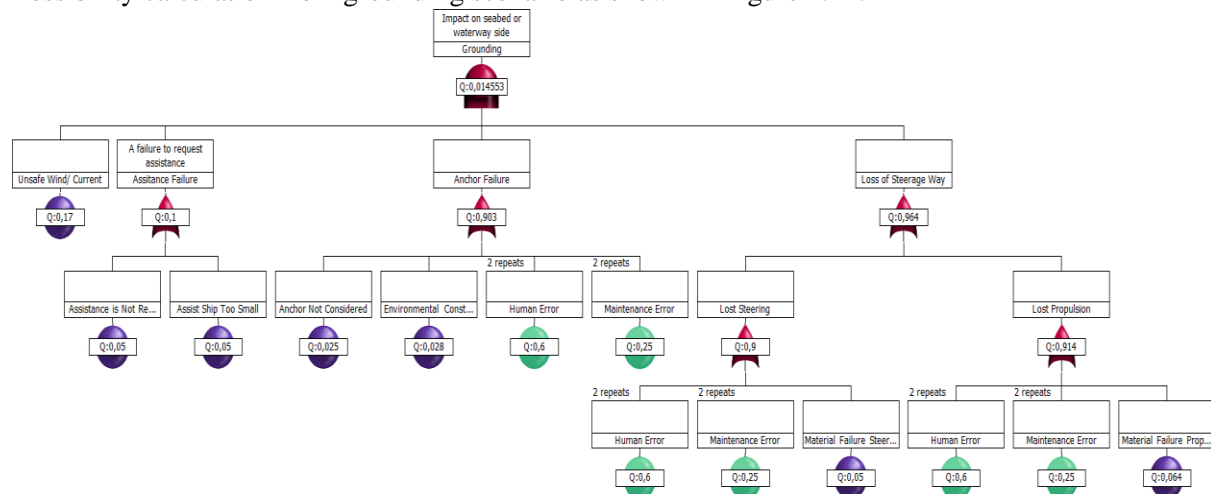 Impact on seabed or
waterway side
Grounding
Q:0,014553
A failure to request
assistance
Unsafe Wind/ Current
Assitance Failure
Anchor Failure
Loss of Steerage Way
Q:0,17
Q:0,1
Q:0,903
Q:0,964
2 repeats
2 repeats
Assistance is Not Re...
Assist Ship Too Small
Anchor Not Considered
Environmental Const...
Human Error
Maintenance Error
Lost Steering
Lost Propulsion
Q:0,05
Q:0,05
Q:0,025
Q:0,028
Q:0,6
Q:0,25
Q:0,9
Q:0,914
2 repeats
2 repeats
2 repeats
2 repeats
Human Error
Maintenance Error
Material Failure Steer...
Human Error
Maintenance Error
Material Failure Prop...
Q:0,6
Q:0,25
Q:0,05
Q:0,6
Q:0,25
Q:0,064